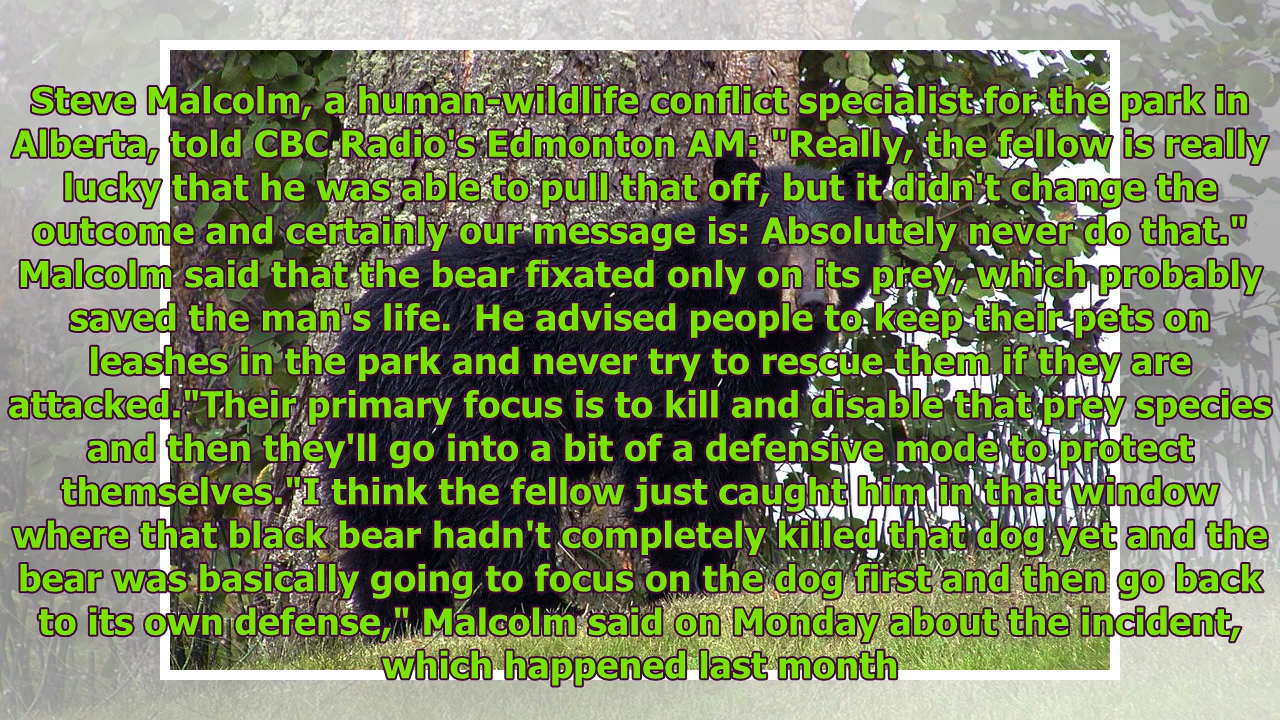 Steve Malcolm, a human-wildlife conflict specialist for the park in
Alberta, told CBC Radio's Edmonton AM: "Really, the fellow is really
lucky that he was able to pull that off, but it didn't change the
outcome and certainly our message is: Absolutely never do that."
Malcolm said that the bear fixated only on its prey, which probably
saved the man's life.  He advised people to keep their pets on
leashes in the park and never try to rescue them if they are
attacked."Their primary focus is to kill and disable that prey species
and then they'll go into a bit of a defensive mode to protect
themselves."I think the fellow just caught him in that window
where that black bear hadn't completely killed that dog yet and the
bear was basically going to focus on the dog first and then go back
to its own defense," Malcolm said on Monday about the incident,
which happened last month